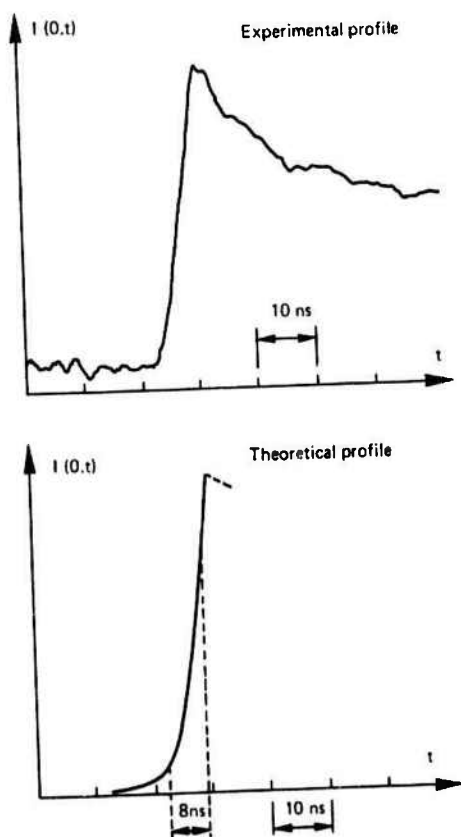 I (0.t)
Experimental profile
10 ns
t
I (0.t)
Theoretical profile
t
8ns
10 ns